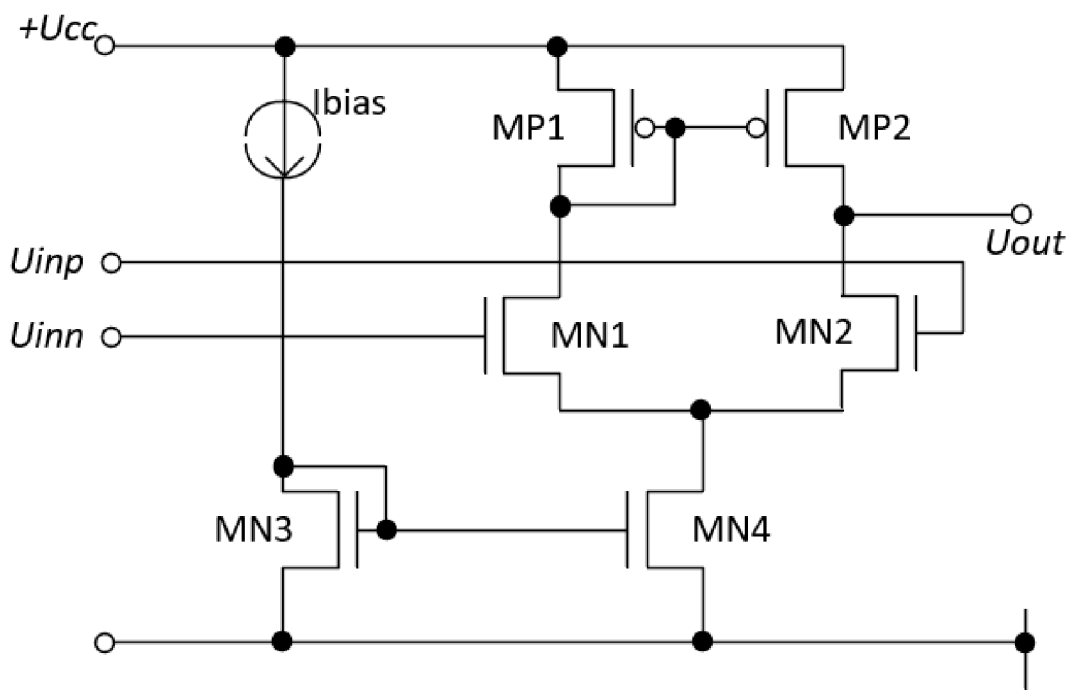 +Ucc
Ibias
MP1
MP2
Uout
Uinp
Uinn
MN1
MN2
MN3
MN4